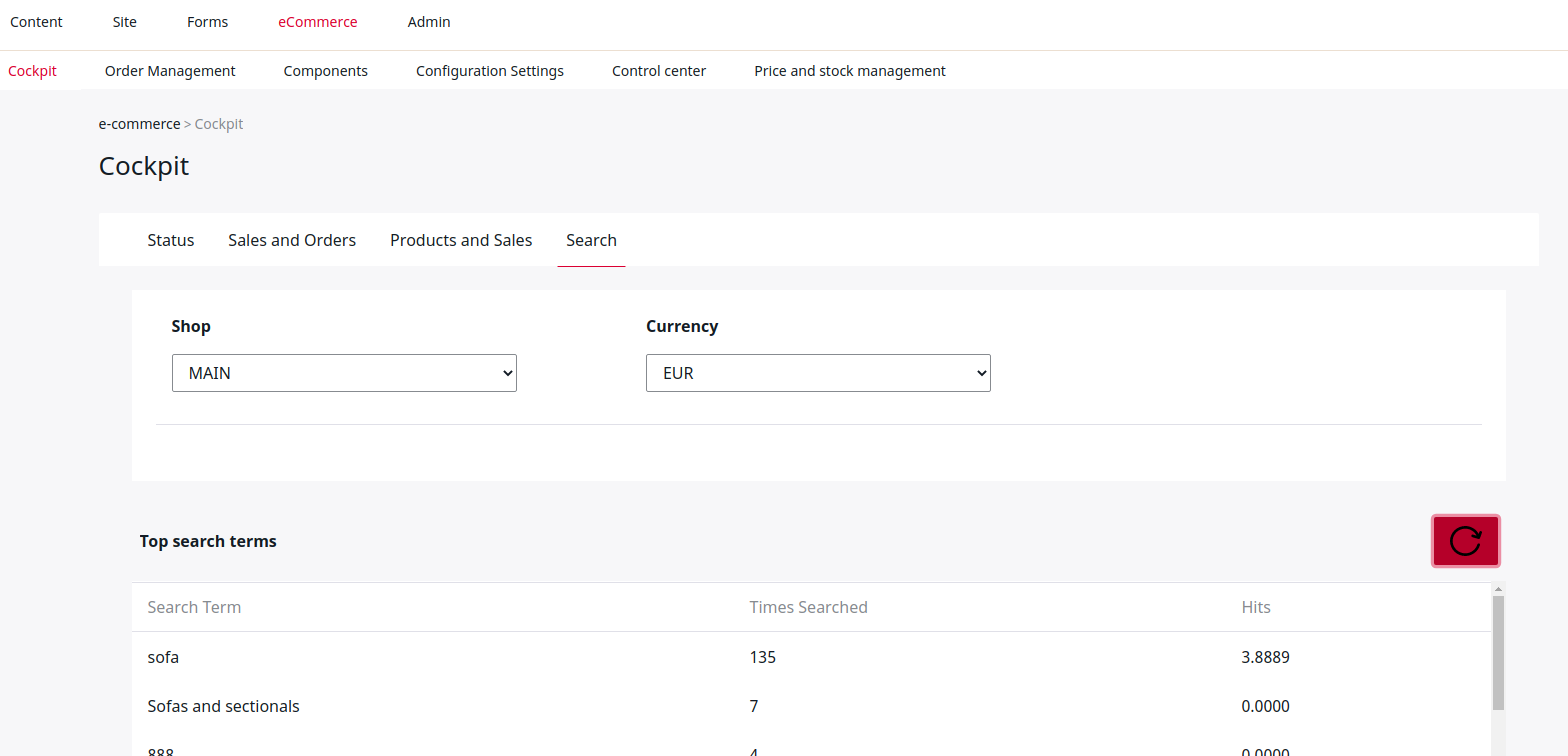 Content Site Forms eCommerce Admin
Cockpit Order Management Components Configuration Settings Control center Price and stock management
e-commerce > Cockpit
Cockpit
Status Sales and Orders Products and Sales Search
Shop Currency
MAIN EUR
Top search terms
Search Term Times Searched Hits
sofa 135 3.8889
Sofas and sectionals 7 0.0000
888 4 0.0000